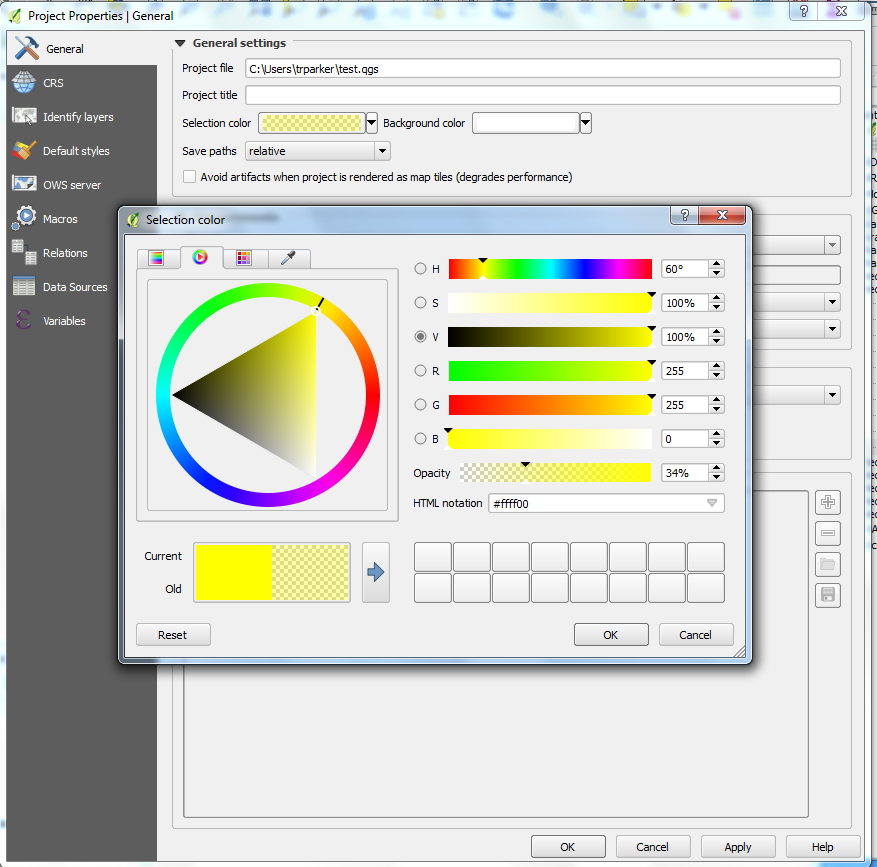 Project Properties | General
General
CRS
Identify layers
Default styles
OWS server
Macros
Relations
Data Sources
Variables
General settings
Project file C:\Users\trparker\test.qgs
Project title
Selection color Background color
Save paths relative
Avoid artifacts when project is rendered as map tiles (degrades performance)
Selection color
H 60°
S 100%
V 100%
R 255
G 255
B 0
Opacity 34%
HTML notation #ffff00
Current
Old
Reset OK Cancel
OK Cancel Apply Help